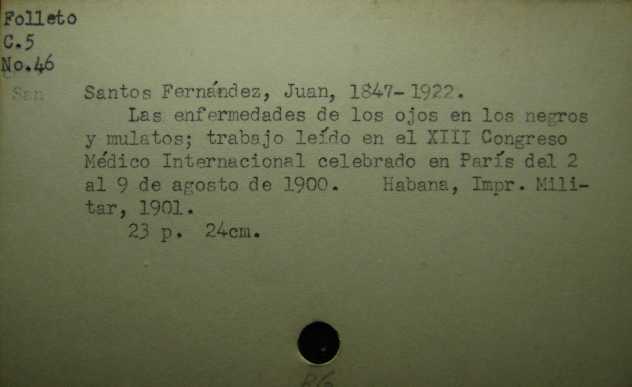 Folleto
C.5
No.46
San Santos Fernández, Juan, 1847-1922.
Las enfermedades de los ojos en los negros
y mulatos; trabajo leído en el XIII Congreso
Médico Internacional celebrado en París del 2
al 9 de agosto de 1900. Habana, Impr. Mili-
tar, 1901.
23 p. 24cm.